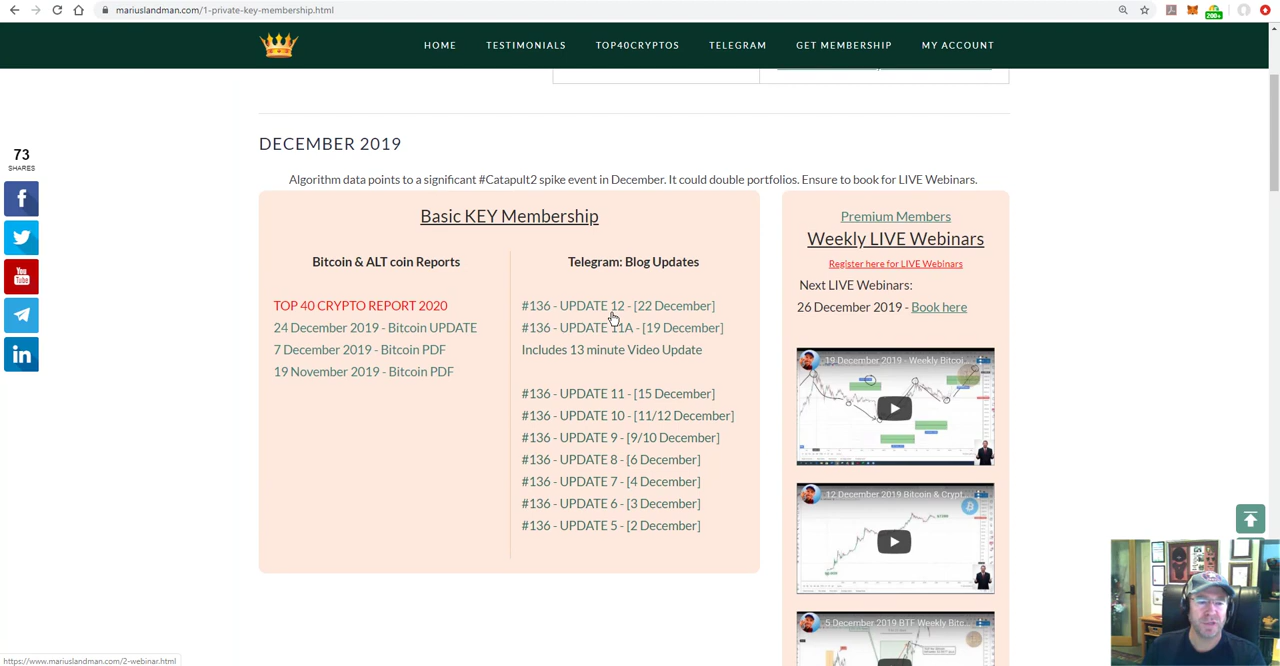 mariuslandman.com/1-private-key-membership.html
200+
HOME
TESTIMONIALS
TOP40CRYPTOS
TELEGRAM
GET MEMBERSHIP
MY ACCOUNT
73
SHARES
DECEMBER 2019
Algorithm data points to a significant #Catapult2 spike event in December. It could double portfolios. Ensure to book for LIVE Webinars.
Basic KEY Membership
Bitcoin & ALT coin Reports
TOP 40 CRYPTO REPORT 2020
24 December 2019 - Bitcoin UPDATE
7 December 2019 - Bitcoin PDF
19 November 2019 - Bitcoin PDF
Telegram: Blog Updates
#136 - UPDATE 12 - [22 December]
#136 - UPDATE 11A - [19 December]
Includes 13 minute Video Update
#136 - UPDATE 11 - [15 December]
#136 - UPDATE 10 - [11/12 December]
#136 - UPDATE 9 - [9/10 December]
#136 - UPDATE 8 - [6 December]
#136 - UPDATE 7 - [4 December]
#136 - UPDATE 6 - [3 December]
#136 - UPDATE 5 - [2 December]
Premium Members
Weekly LIVE Webinars
Register here for LIVE Webinars
Next LIVE Webinars:
26 December 2019 - Book here
19 December 2019 - Weekly Bitcoi
12 December 2019 Bitcoin & Crypt
5 December 2019 BTF Weekly Bite
You
Tube
https://www.mariuslandman.com/2-webinar.html